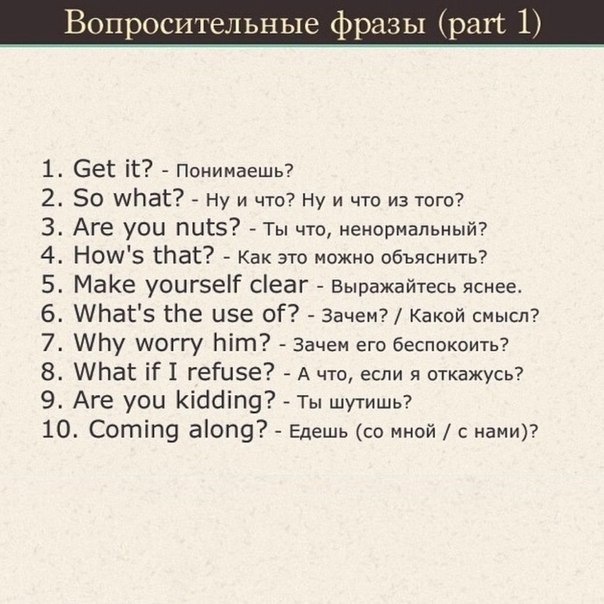 Вопросительные фразы (part 1)
1. Get it? - Понимаешь?
2. So what? - Ну и что? Ну и что из того?
3. Are you nuts? - Ты что, ненормальный?
4. How's that? - Как это можно объяснить?
5. Make yourself clear - Выражайтесь яснее.
6. What's the use of? - Зачем? / Какой смысл?
7. Why worry him? - Зачем его беспокоить?
8. What if I refuse? - А что, если я откажусь?
9. Are you kidding? - Ты шутишь?
10. Coming along? - Едешь (со мной / с нами)?